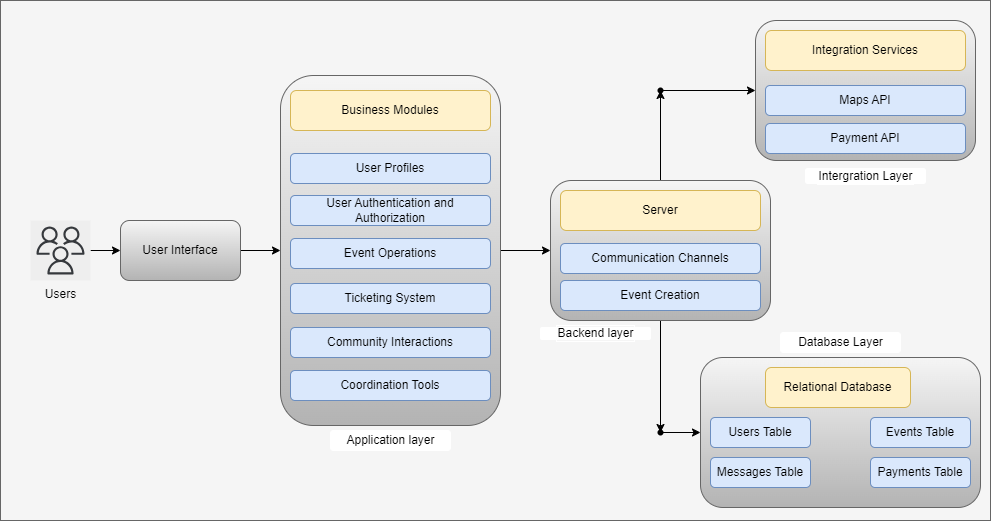 Users
User Interface
Business Modules
User Profiles
User Authentication and
Authorization
Event Operations
Ticketing System
Community Interactions
Coordination Tools
Application layer
Server
Communication Channels
Event Creation
Backend layer
Integration Services
Maps API
Payment API
Intergration Layer
Database Layer
Relational Database
Users Table
Events Table
Messages Table
Payments Table